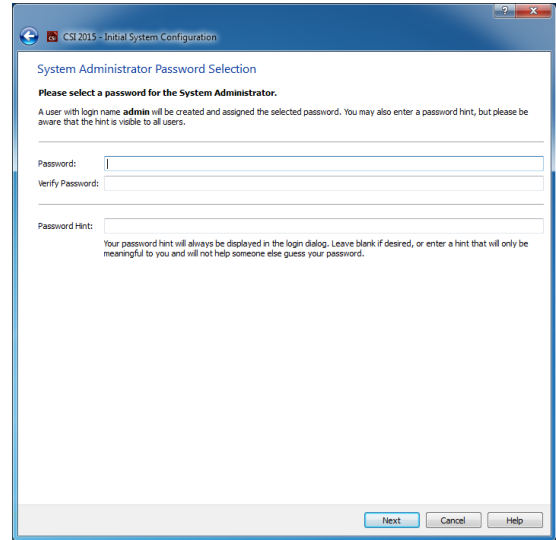 ?
X
CSI CSI 2015 - Initial System Configuration
System Administrator Password Selection
Please select a password for the System Administrator.
A user with login name admin will be created and assigned the selected password. You may also enter a password hint, but please be
aware that the hint is visible to all users.
Password:
Verify Password:
Password Hint:
Your password hint will always be displayed in the login dialog. Leave blank if desired, or enter a hint that will only be
meaningful to you and will not help someone else guess your password.
Next Cancel Help